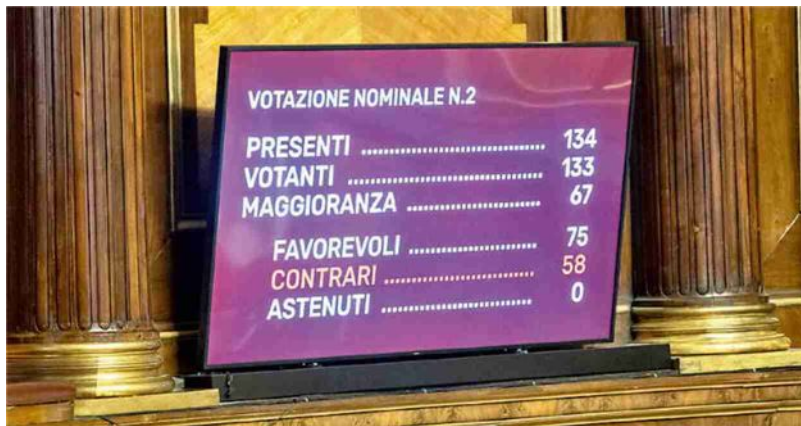 VOTAZIONE NOMINALE N.2
PRESENTI ........................................ 134
VOTANTI ........................................... 133
MAGGIORANZA ............................. 67
FAVOREVOLI ............................ 75
CONTRARI ................................. 58
ASTENUTI ................................. 0